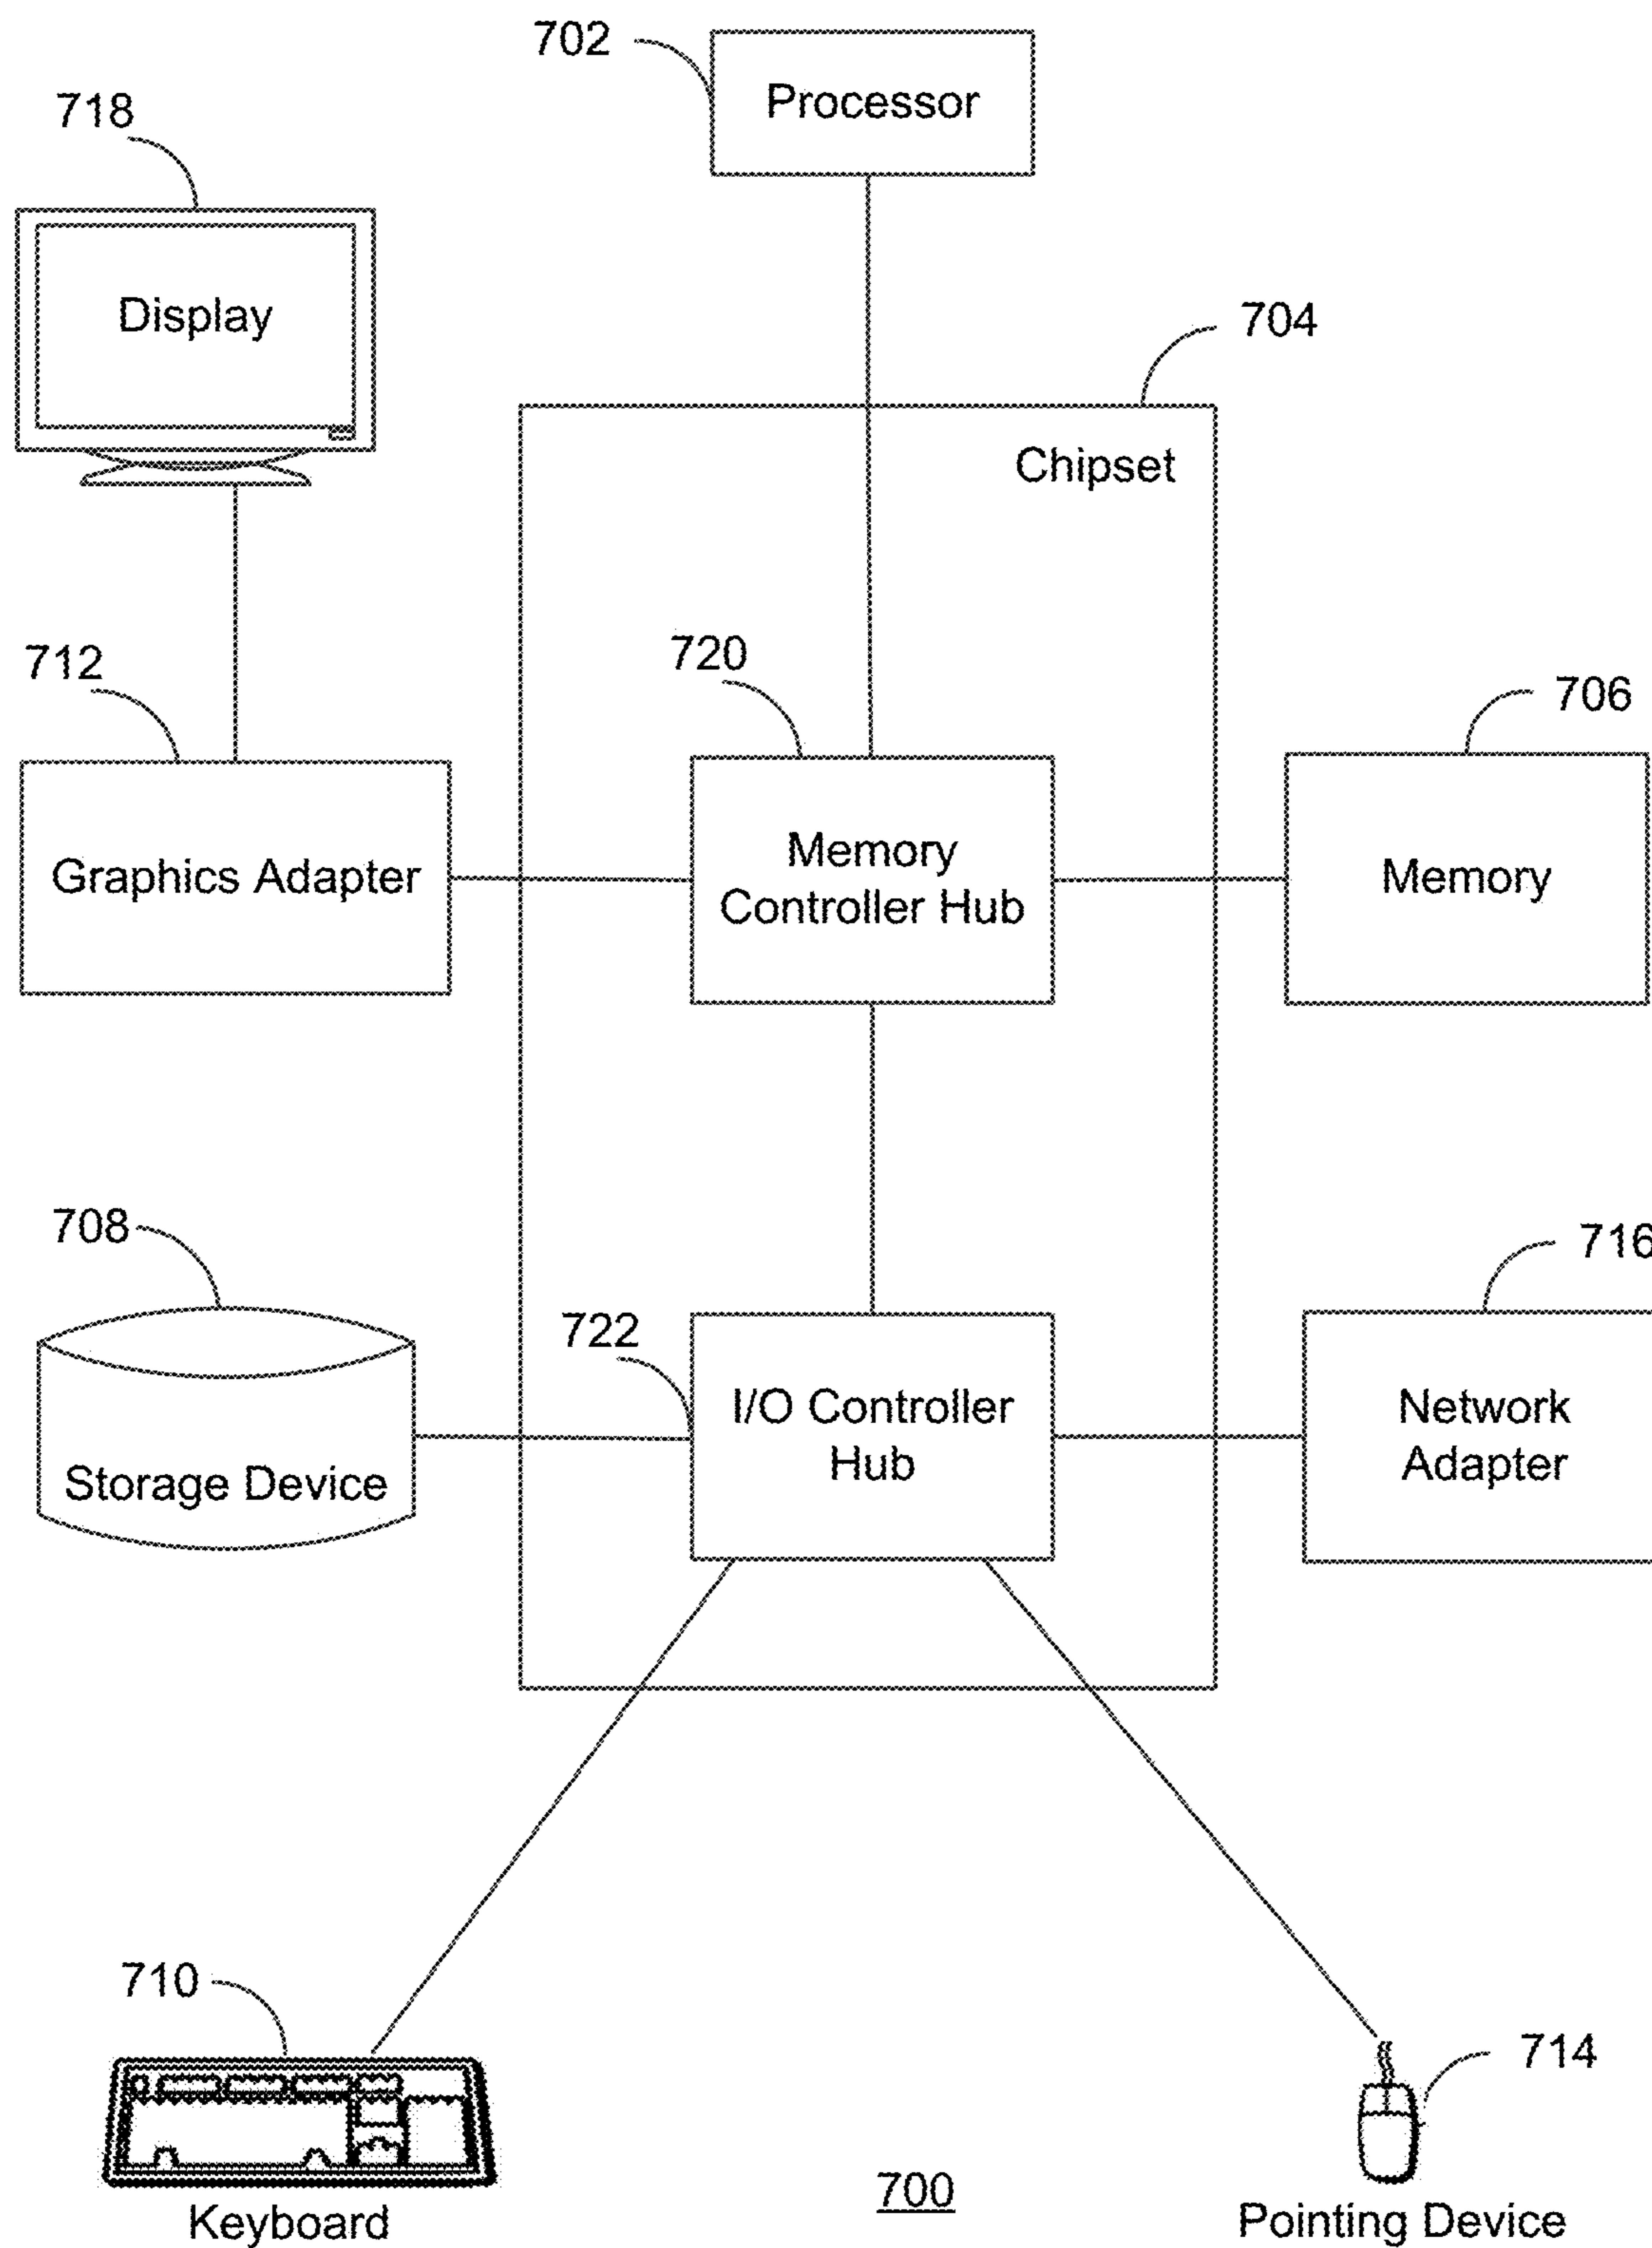 702
Processor
718
Display
704
Chipset
712
720
706
Graphics Adapter
Memory
Controller Hub
Memory
708
716
722
Storage Device
I/O Controller
Hub
Network
Adapter
710
714
Keyboard
700
Pointing Device